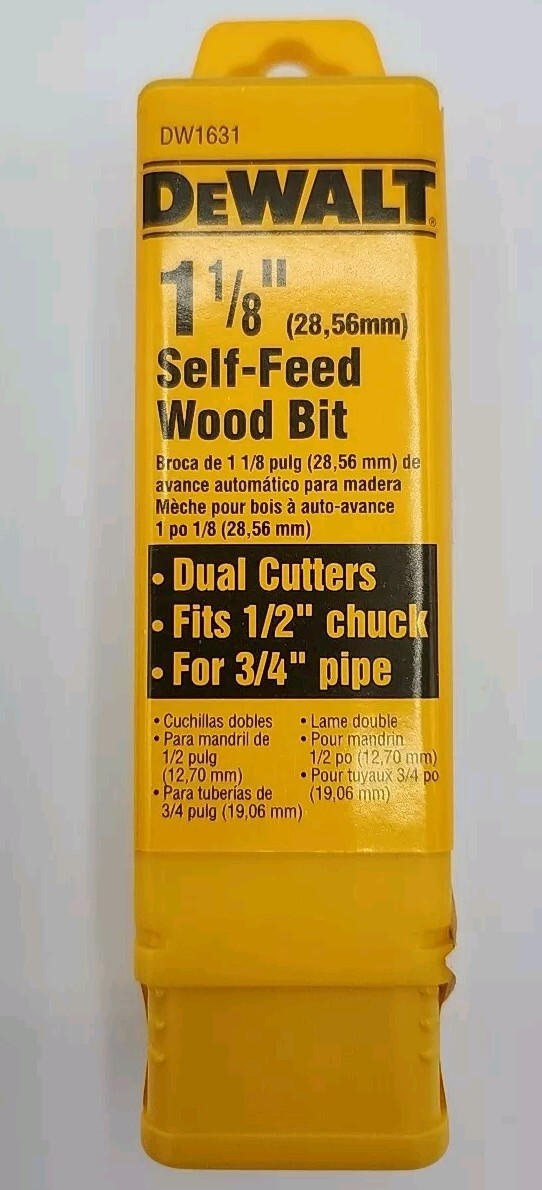 DW1631
DEWALT®
1 1/8" (28,56mm)
Self-Feed
Wood Bit
Broca de 1 1/8 pulg (28,56 mm) de
avance automático para madera
Mèche pour bois à auto-avance
1 po 1/8 (28,56 mm)
• Dual Cutters
• Fits 1/2" chuck
• For 3/4" pipe
• Cuchillas dobles
• Para mandril de
1/2 pulg
(12,70 mm)
• Para tuberías de
3/4 pulg (19,06 mm)
• Lame double
• Pour mandrin
1/2 po (12,70 mm)
• Pour tuyaux 3/4 po
(19,06 mm)